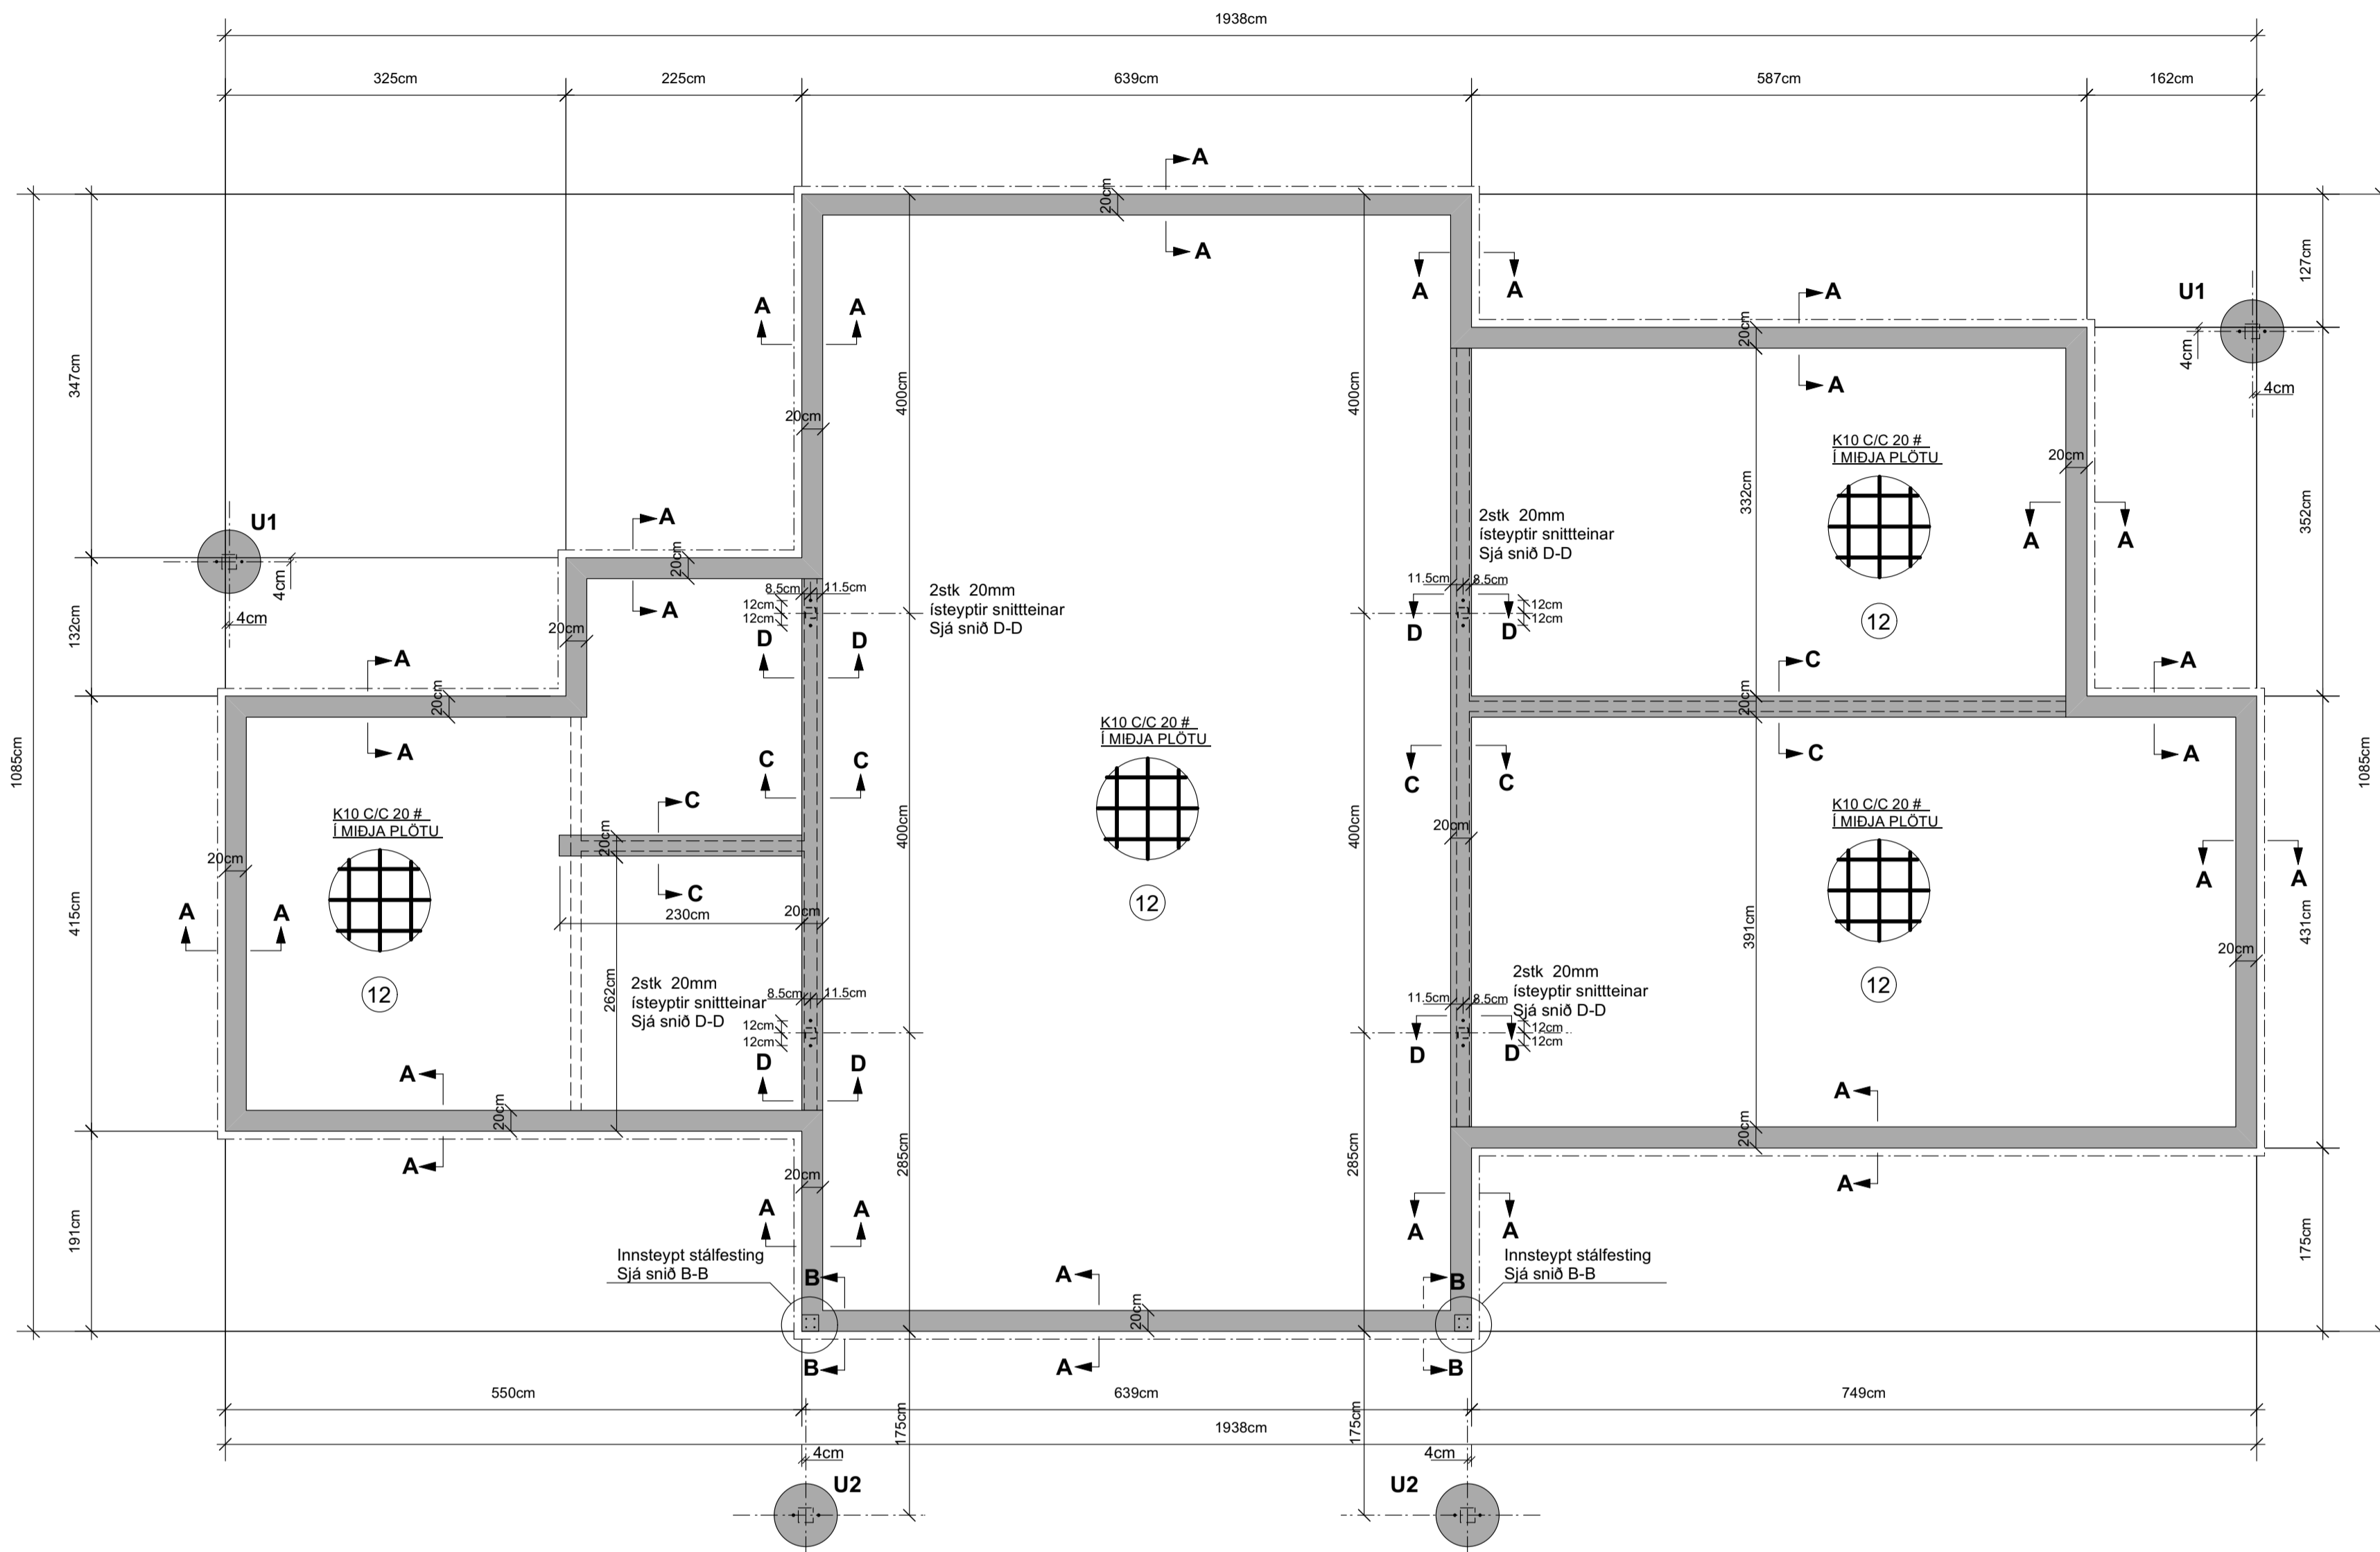 1938cm
325cm
225cm
639cm
587cm
162cm
A
20cm
A
127cm
A
A
A
A
U1
A
A
20cm
4cm
4cm
347cm
400cm
400cm
20cm
A
K10 C/C 20 #
Í MIÐJA PLÖTU
20cm
332cm
352cm
U1
A
20cm
2stk 20mm
ísteyptir snittteinar
Sjá snið D-D
A
A
4cm
4cm
A
8.5cm
11.5cm
12cm
12cm
2stk 20mm
ísteyptir snittteinar
Sjá snið D-D
11.5cm
8.5cm
12cm
12cm
12
132cm
20cm
D
D
D
D
A
20cm
A
C
20cm
C
A
A
K10 C/C 20 #
Í MIÐJA PLÖTU
1085cm
C
C
C
C
1085cm
K10 C/C 20 #
Í MIÐJA PLÖTU
C
20cm
C
400cm
400cm
20cm
K10 C/C 20 #
Í MIÐJA PLÖTU
20cm
A
A
A
A
415cm
230cm
20cm
12
391cm
431cm
20cm
12
262cm
2stk 20mm
ísteyptir snittteinar
Sjá snið D-D
8.5cm
11.5cm
12cm
12cm
2stk 20mm
ísteyptir snittteinar
Sjá snið D-D
11.5cm
8.5cm
12cm
12cm
12
D
D
D
D
A
20cm
A
A
20cm
A
285cm
285cm
20cm
191cm
A
A
A
A
175cm
Innsteypt stálfesting
Sjá snið B-B
B
B
A
20cm
A
B
B
Innsteypt stálfesting
Sjá snið B-B
550cm
639cm
749cm
175cm
175cm
1938cm
4cm
4cm
U2
U2